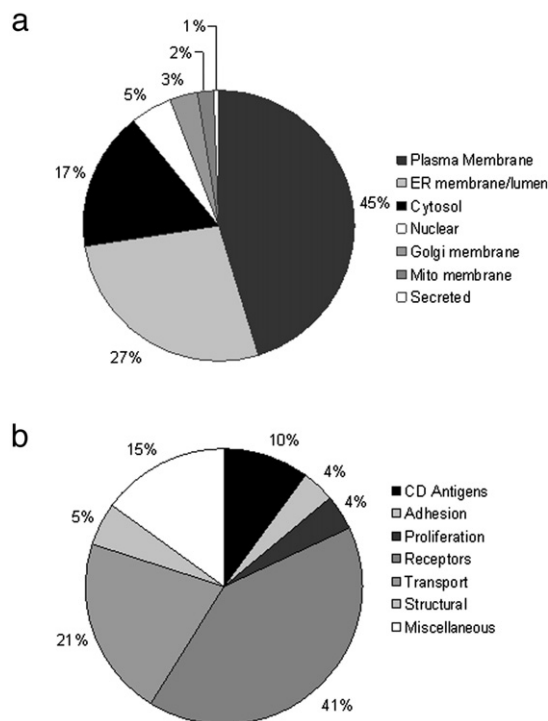 a
1%
2%
3%
5%
17%
45%
27%
Plasma Membrane
ER membrane/lumen
Cytosol
Nuclear
Golgi membrane
Mito membrane
Secreted
b
15%
10%
4%
4%
5%
21%
41%
CD Antigens
Adhesion
Proliferation
Receptors
Transport
Structural
Miscellaneous